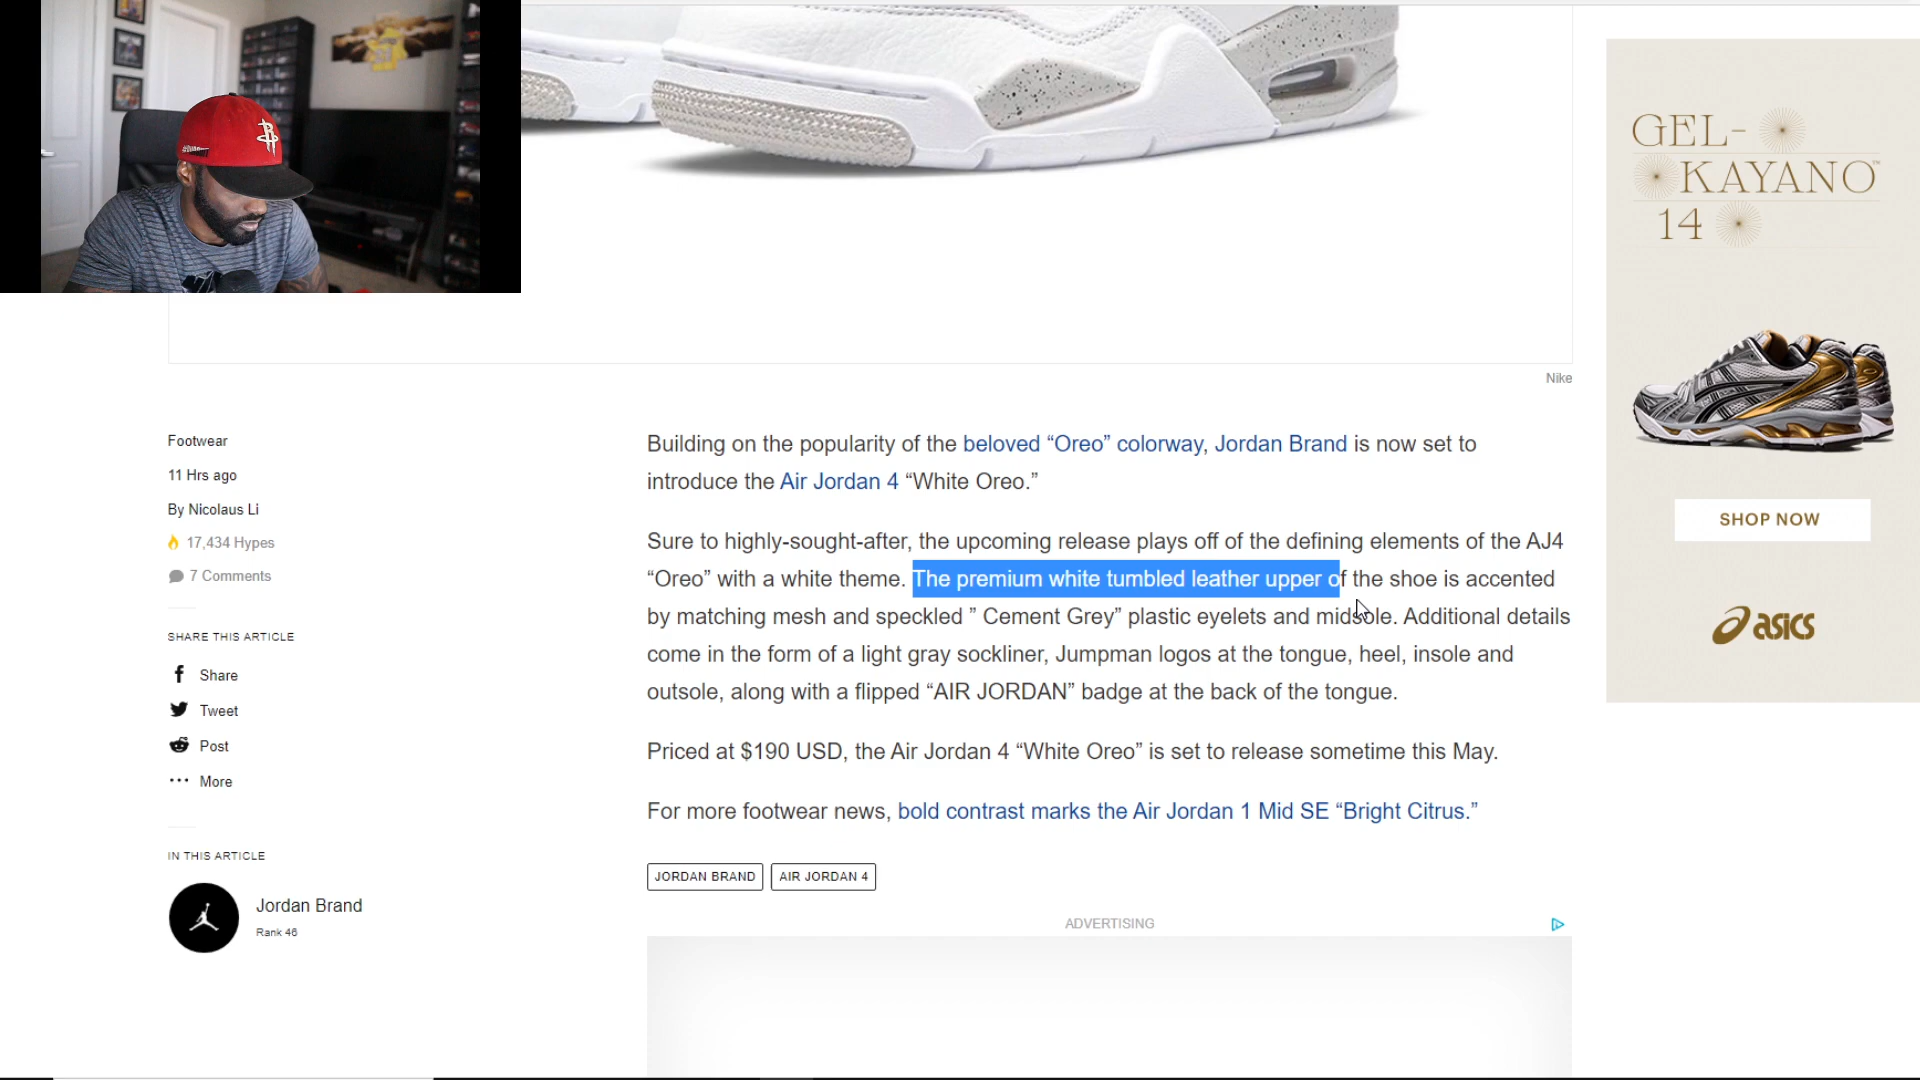 GEL-
KAYANO™
14
SHOP NOW
asics
Nike
Footwear
11 Hrs ago
By Nicolaus Li
17,434 Hypes
7 Comments
SHARE THIS ARTICLE
Share
Tweet
Post
More
IN THIS ARTICLE
Jordan Brand
Rank 46
Building on the popularity of the beloved “Oreo” colorway, Jordan Brand is now set to
introduce the Air Jordan 4 “White Oreo.”
Sure to highly-sought-after, the upcoming release plays off of the defining elements of the AJ4
“Oreo” with a white theme. The premium white tumbled leather upper of the shoe is accented
by matching mesh and speckled ” Cement Grey” plastic eyelets and midsole. Additional details
come in the form of a light gray sockliner, Jumpman logos at the tongue, heel, insole and
outsole, along with a flipped “AIR JORDAN” badge at the back of the tongue.
Priced at $190 USD, the Air Jordan 4 “White Oreo” is set to release sometime this May.
For more footwear news, bold contrast marks the Air Jordan 1 Mid SE “Bright Citrus.”
JORDAN BRAND
AIR JORDAN 4
ADVERTISING